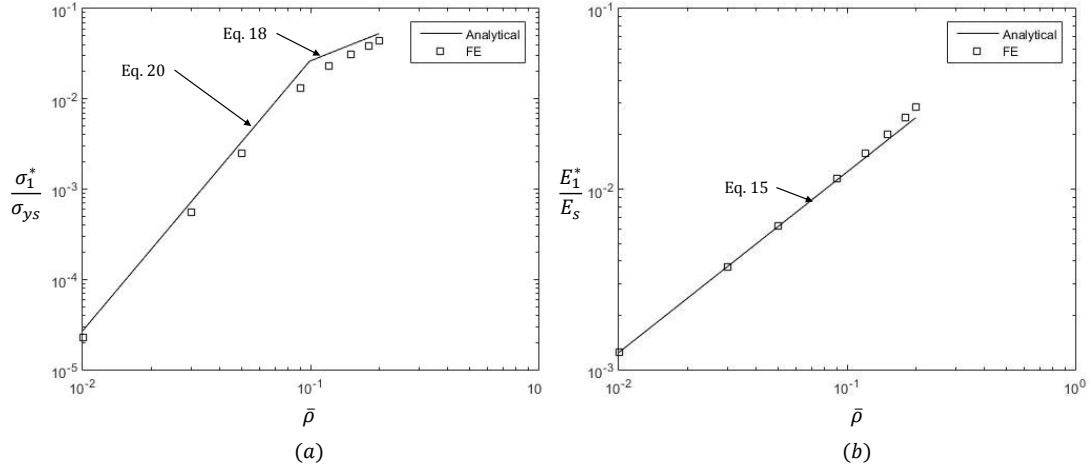 10⁻¹
Analytical
FE
Eq. 18
Eq. 20
10⁻²
σ₁*
σys
10⁻³
10⁻⁴
10⁻⁵
10⁻²
10⁻¹
10
ρ̄
(a)
10⁻¹
Analytical
FE
E₁*
Es
10⁻²
Eq. 15
10⁻³
10⁻²
10⁻¹
10⁰
ρ̄
(b)